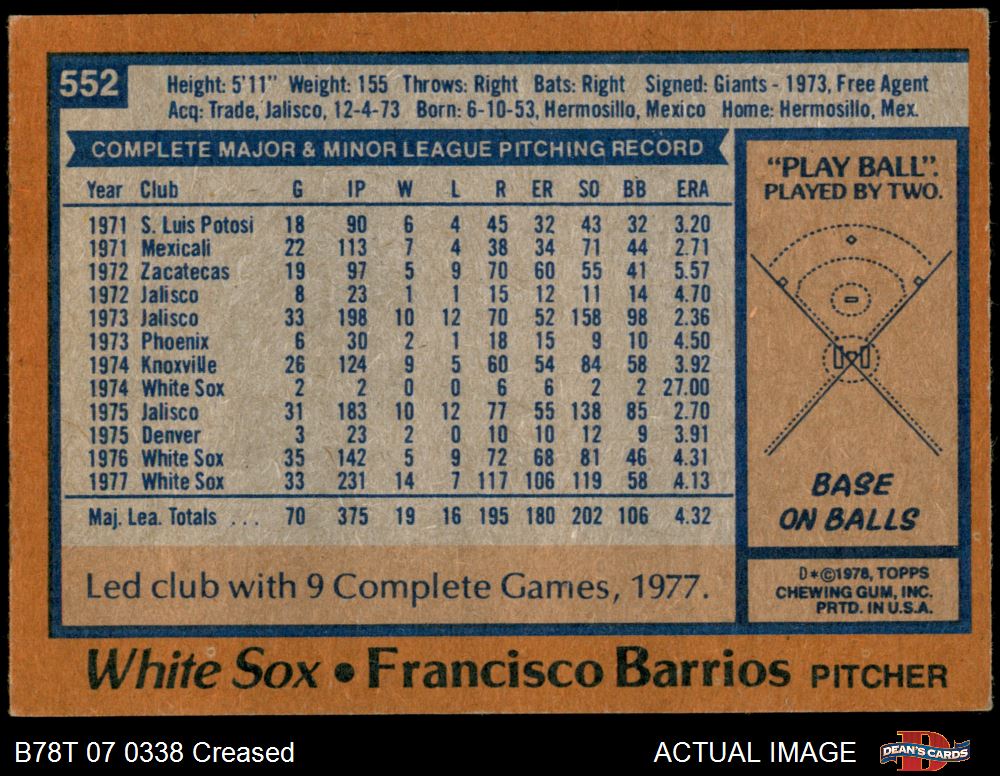 552
Height: 5'11" Weight: 155 Throws: Right Bats: Right Signed: Giants - 1973, Free Agent
Acq: Trade, Jalisco, 12-4-73 Born: 6-10-53, Hermosillo, Mexico Home: Hermosillo, Mex.
COMPLETE MAJOR & MINOR LEAGUE PITCHING RECORD
Year Club G IP W L R ER SO BB ERA
1971 S. Luis Potosi 18 90 6 4 45 32 43 32 3.20
1971 Mexicali 22 113 7 4 38 34 71 44 2.71
1972 Zacatecas 19 97 5 9 70 60 55 41 5.57
1972 Jalisco 8 23 1 1 15 12 11 14 4.70
1973 Jalisco 33 198 10 12 70 52 158 98 2.36
1973 Phoenix 6 30 2 1 18 15 9 10 4.50
1974 Knoxville 26 124 9 5 60 54 84 58 3.92
1974 White Sox 2 2 0 0 6 6 2 2 27.00
1975 Jalisco 31 183 10 12 77 55 138 85 2.70
1975 Denver 3 23 2 0 10 10 12 9 3.91
1976 White Sox 35 142 5 9 72 68 81 46 4.31
1977 White Sox 33 231 14 7 117 106 119 58 4.13
Maj. Lea. Totals ... 70 375 19 16 195 180 202 106 4.32
Led club with 9 Complete Games, 1977.
"PLAY BALL".
PLAYED BY TWO.
BASE
ON BALLS
D*©1978, TOPPS
CHEWING GUM, INC.
PRTD. IN U.S.A.
White Sox • Francisco Barrios PITCHER
B78T 07 0338 Creased
ACTUAL IMAGE
DEAN'S CARDS